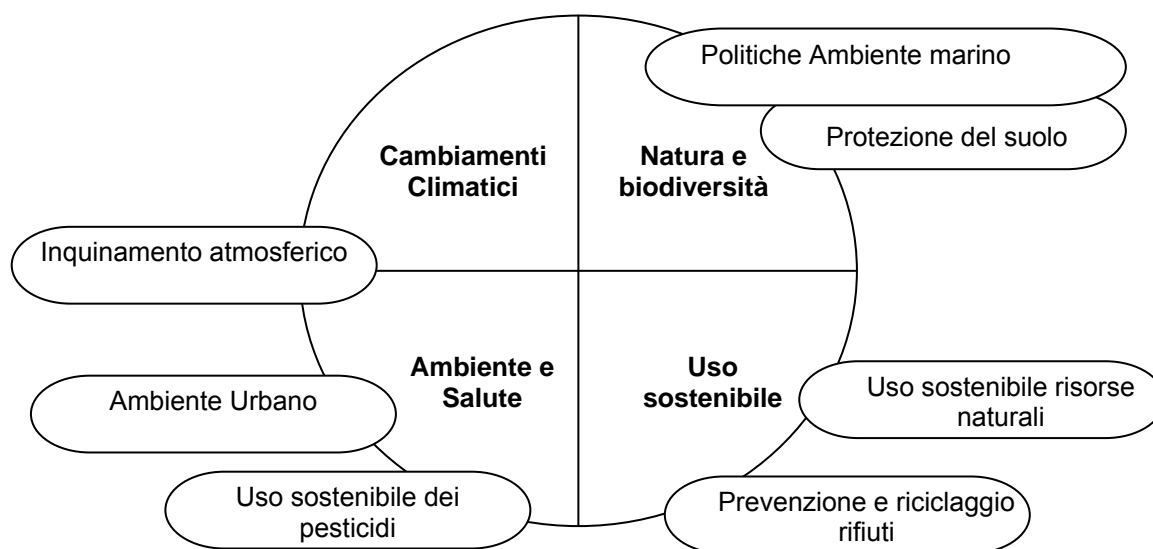 Politiche Ambiente marino
Protezione del suolo
Cambiamenti
Climatici
Natura e
biodiversità
Inquinamento atmosferico
Ambiente e
Salute
Uso
sostenibile
Ambiente Urbano
Uso sostenibile risorse
naturali
Uso sostenibile dei
pesticidi
Prevenzione e riciclaggio
rifiuti